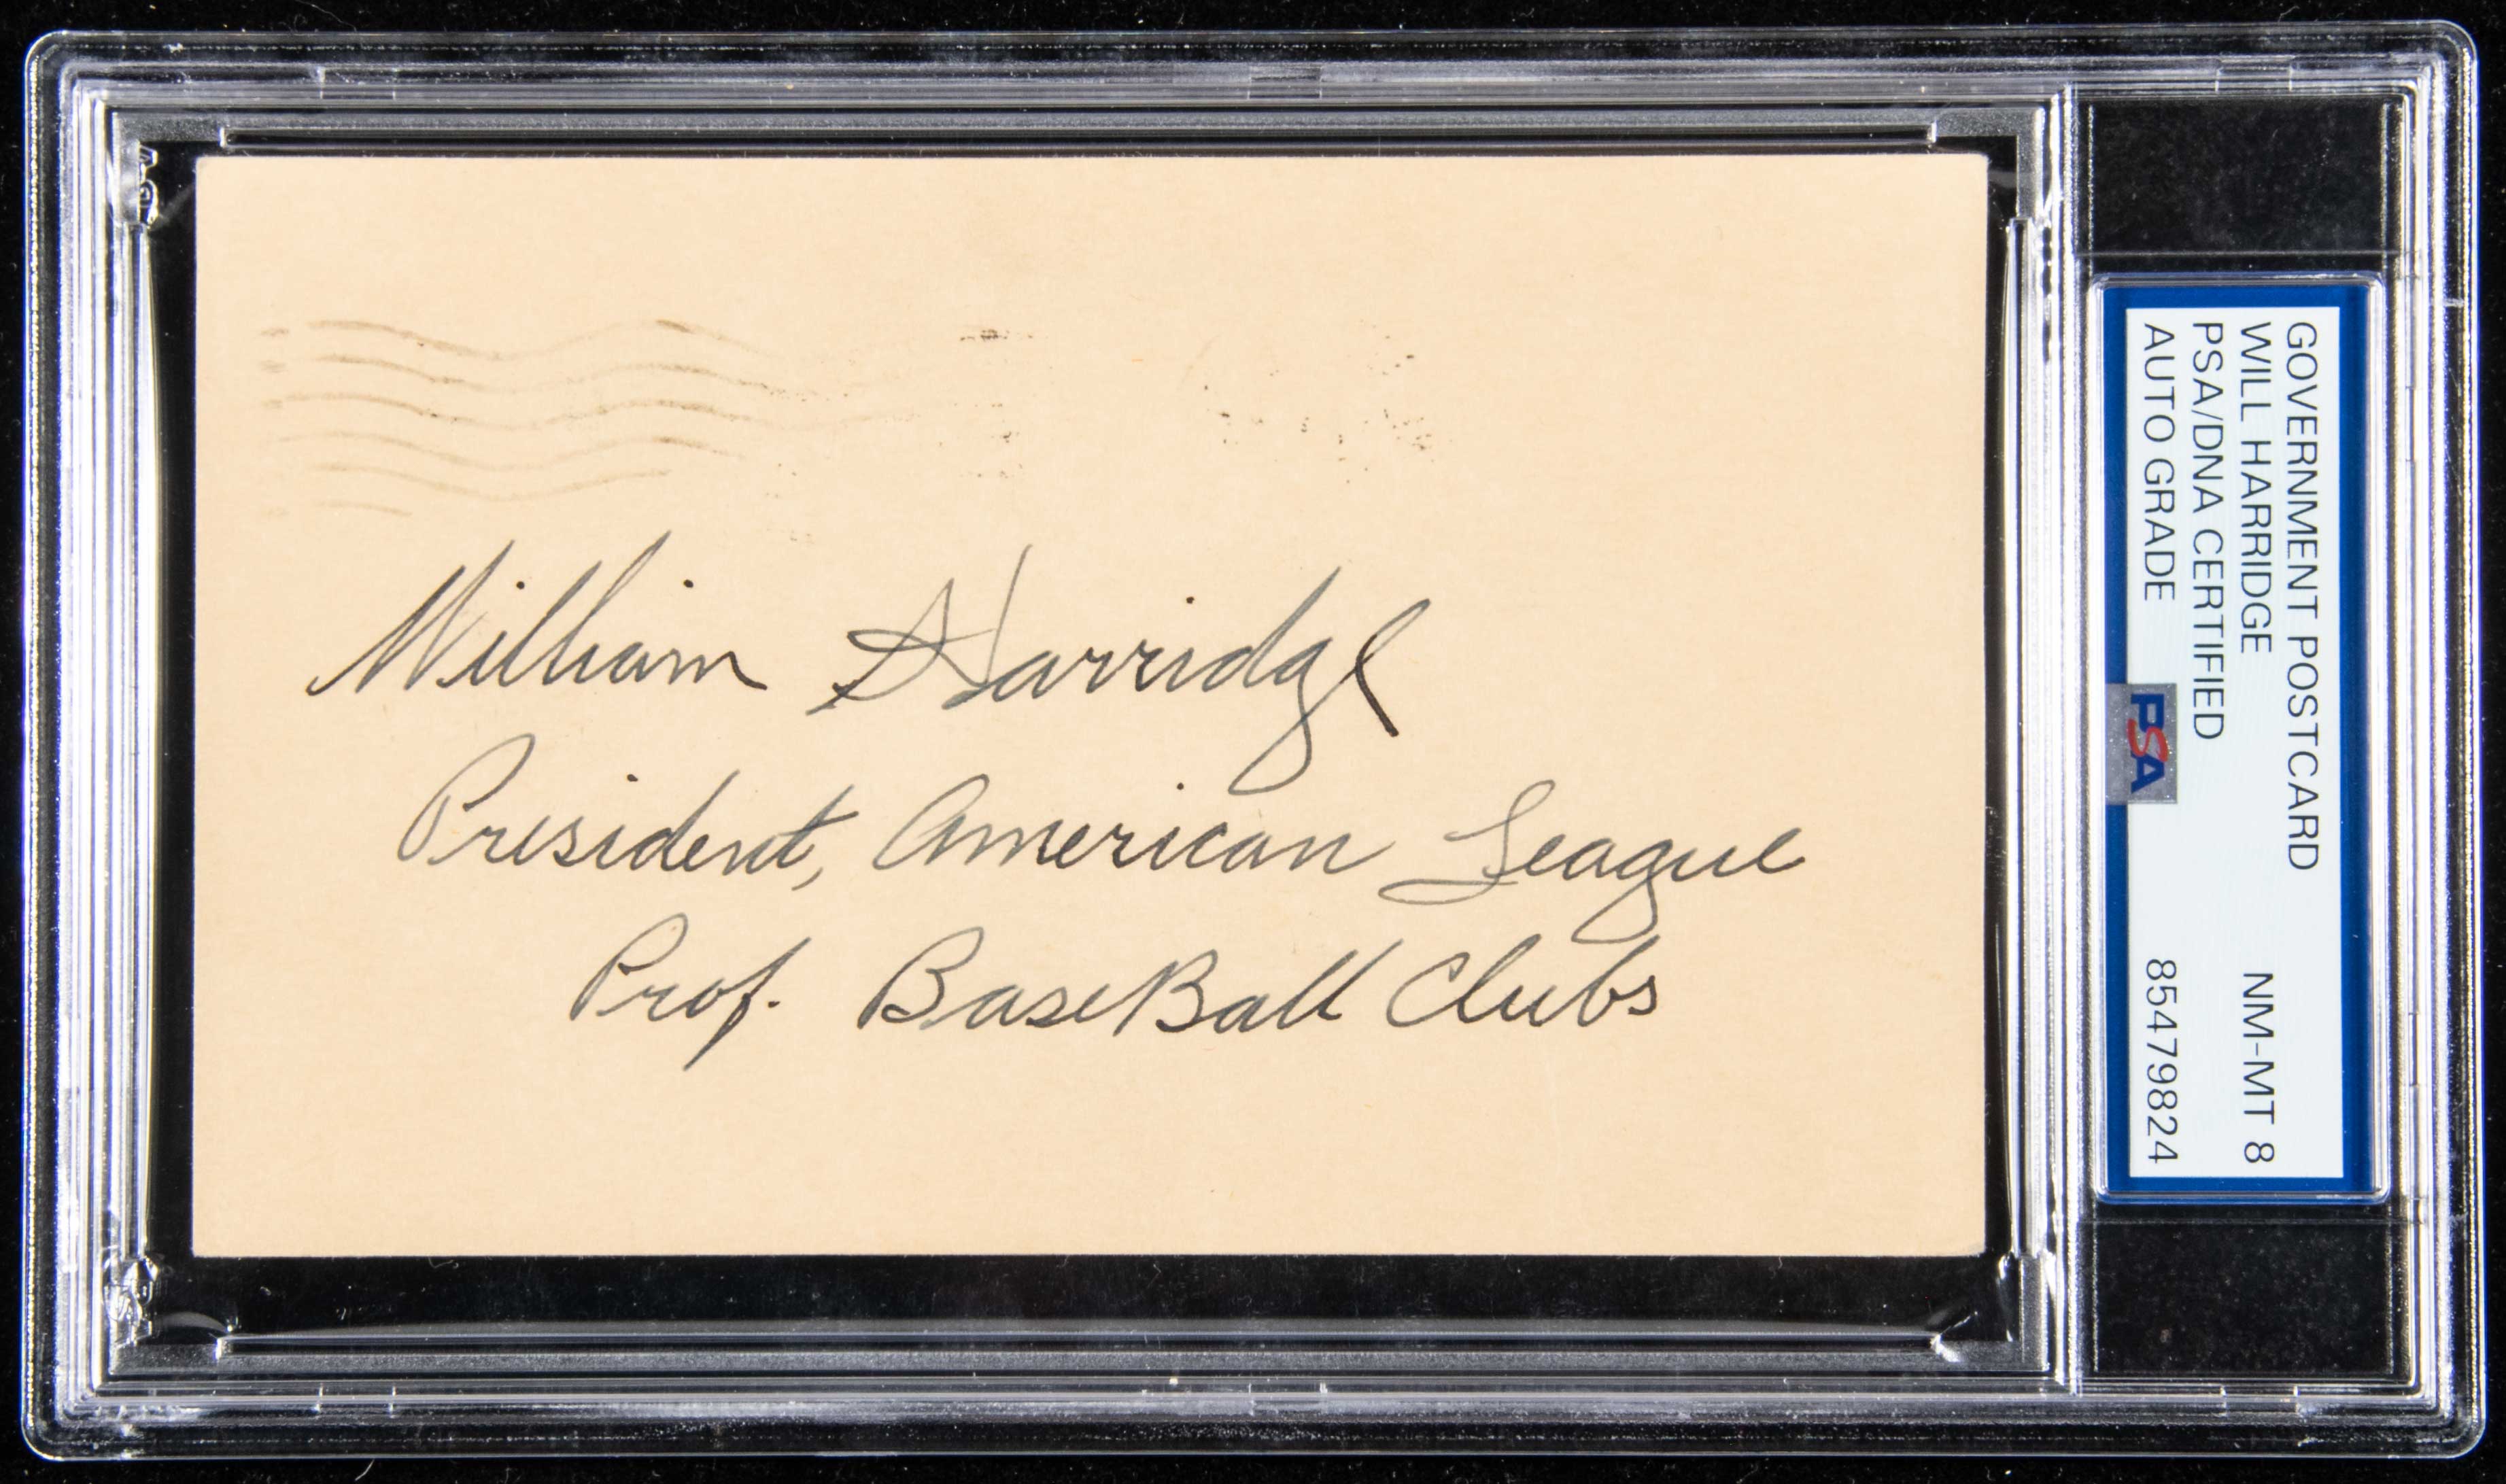 William Harridge
President, American League
Prof. BaseBall Clubs
GOVERNMENT POSTCARD
WILL HARRIDGE NM-MT 8
PSA/DNA CERTIFIED
AUTO GRADE 85479824
PSA